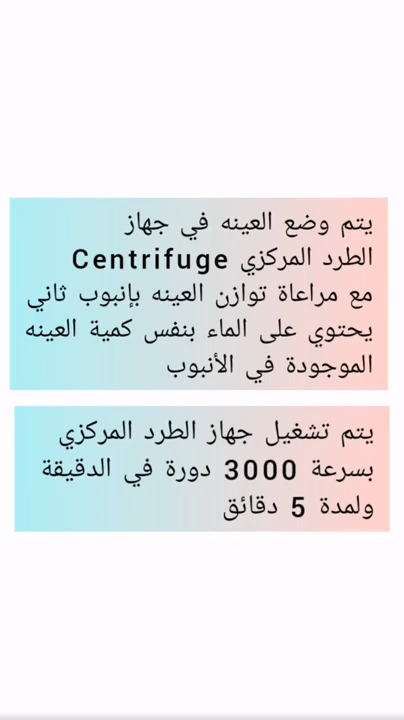 يتم وضع العينه في جهاز
الطرد المركزي Centrifuge
مع مراعاة توازن العينه بإنبوب ثاني
يحتوي على الماء بنفس كمية العينه
الموجودة في الأنبوب
يتم تشغيل جهاز الطرد المركزي
بسرعة 3000 دورة في الدقيقة
ولمدة 5 دقائق